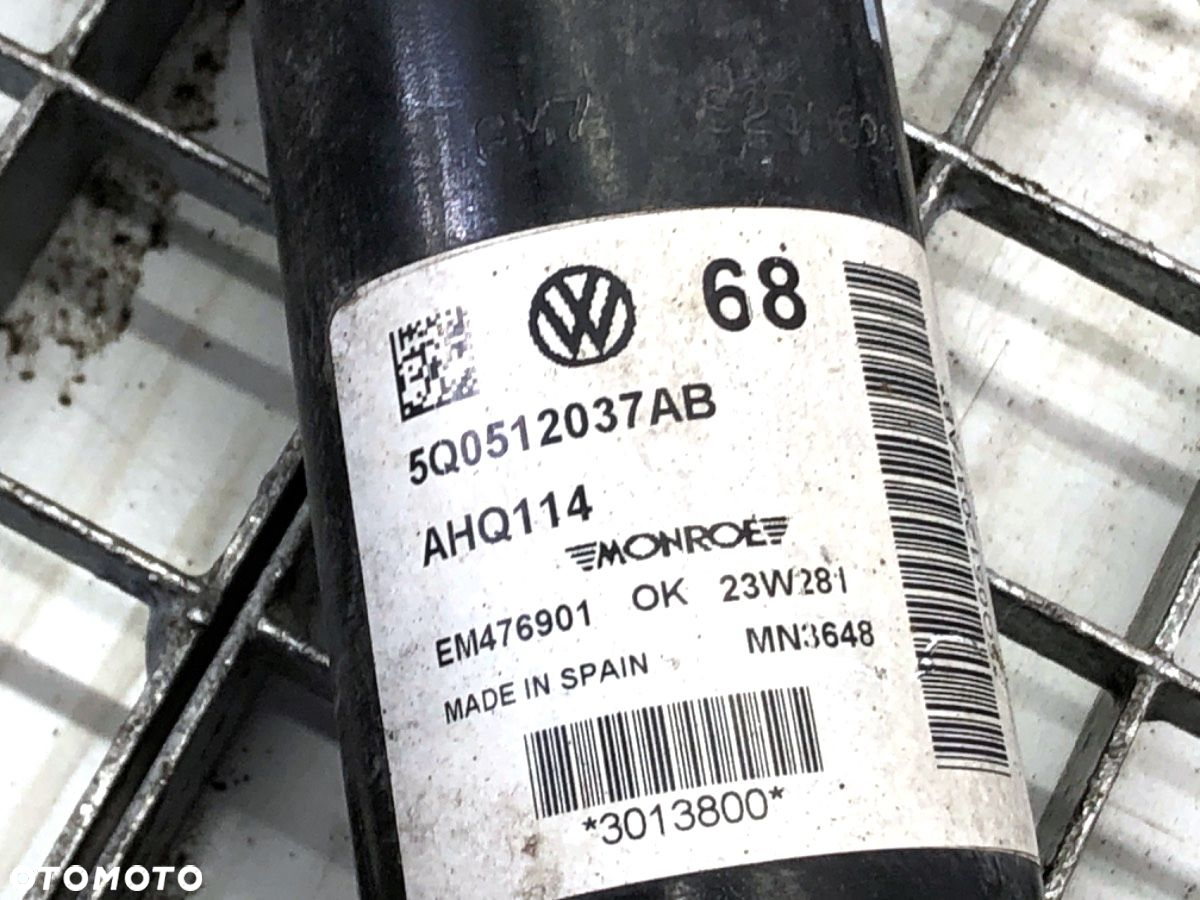 68
5Q0512037AB
AHQ114
MONROE
EM476901 OK 23W281
MADE IN SPAIN MN3648
*3013800*
OTOMOTO